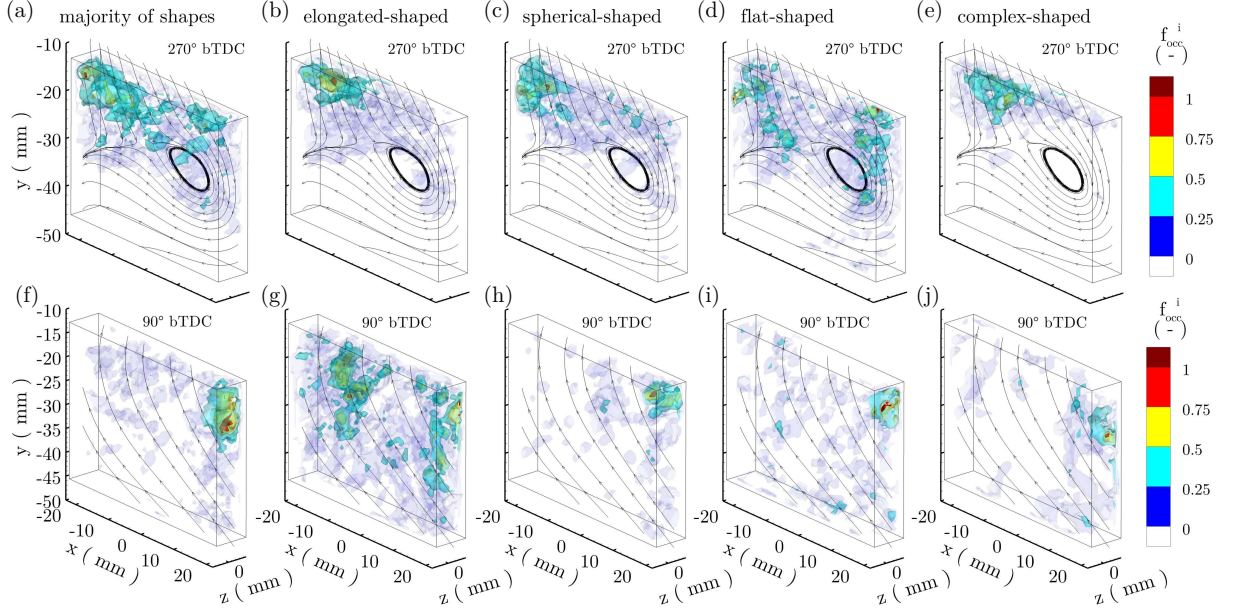 (a) majority of shapes (b) elongated-shaped (c) spherical-shaped (d) flat-shaped (e) complex-shaped
270° bTDC 270° bTDC 270° bTDC 270° bTDC 270° bTDC
f_occ^i
( - )
1
0.75
0.5
0.25
0
y ( mm )
-10
-20
-30
-40
-50
(f) (g) (h) (i) (j)
90° bTDC 90° bTDC 90° bTDC 90° bTDC 90° bTDC
f_occ^i
( - )
1
0.75
0.5
0.25
0
y ( mm )
-10
-15
-20
-25
-30
-35
-40
-45
-50
-20 -20 -20 -20 -20
-10 -10 -10 -10 -10
0 0 0 0 0
10 10 10 10 10
20 20 20 20 20
x ( mm ) x ( mm ) x ( mm ) x ( mm ) x ( mm )
0 0 0 0 0
z ( mm ) z ( mm ) z ( mm ) z ( mm ) z ( mm )